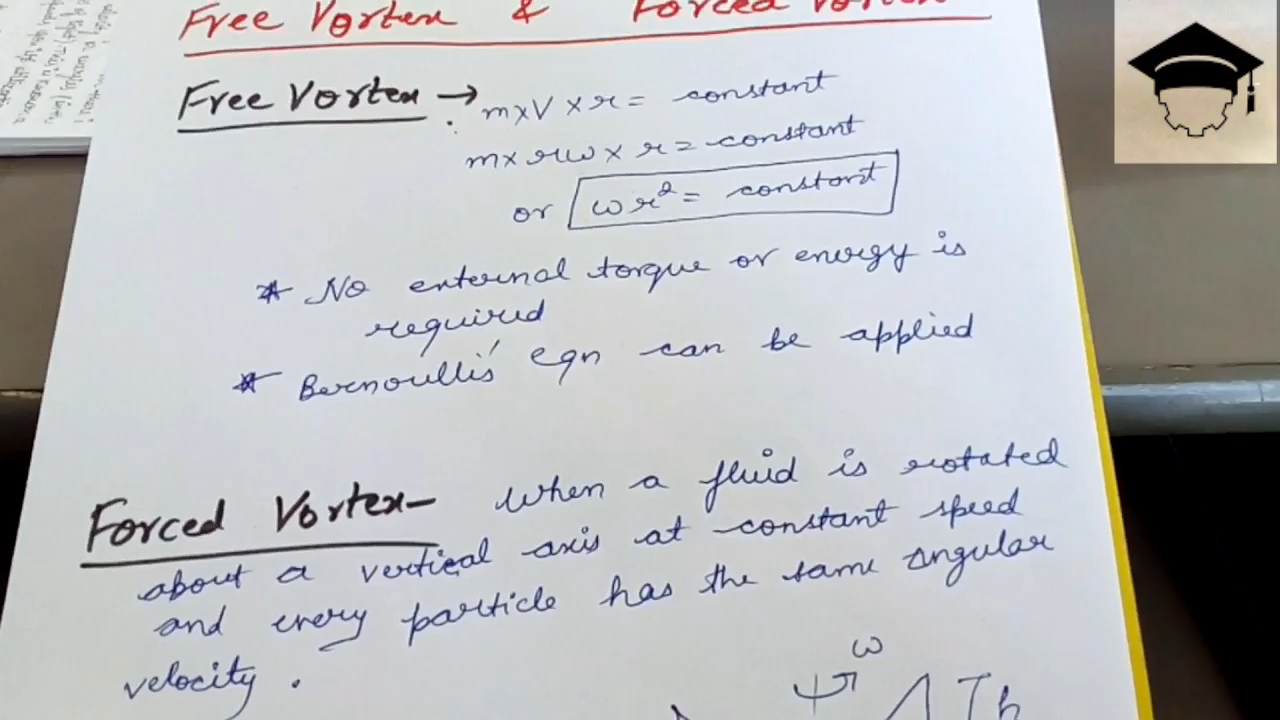 Free Vortex & Forced Vortex
Free Vortex → m×V×r = constant
m×rω×r = constant
or ωr² = constant
* No external torque or energy is
required
* Bernoullis' eqn can be applied
Forced Vortex- When a fluid is rotated
about a vertical axis at constant speed
and every particle has the same angular
velocity.
ω
h